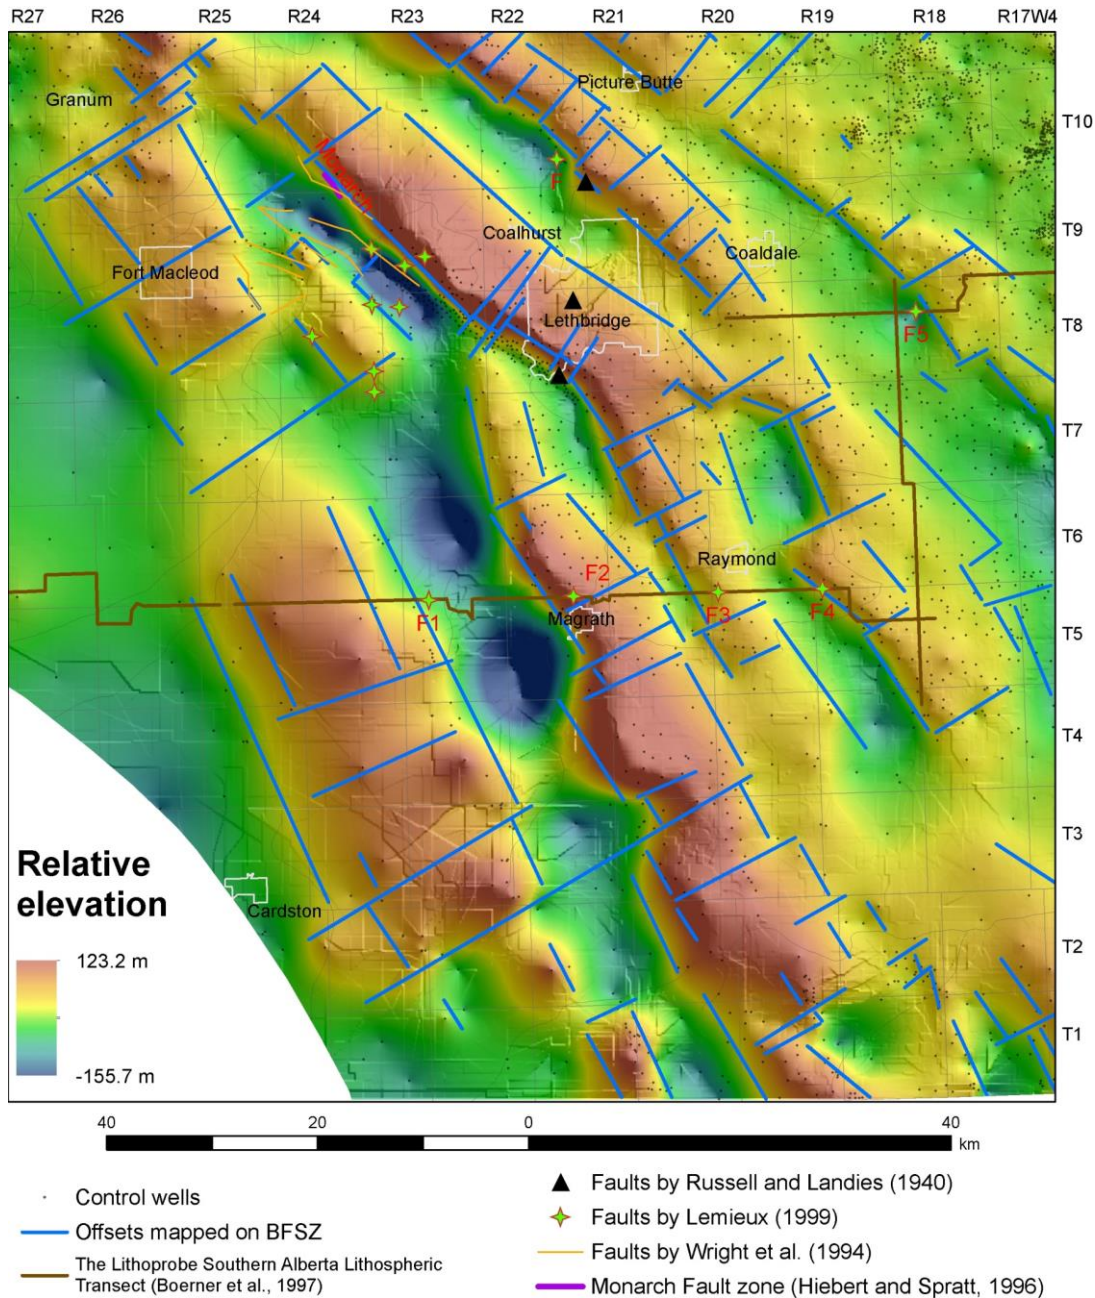 R27 R26 R25 R24 R23 R22 R21 R20 R19 R18 R17W4
Picture Butte
Granum
T10
Monarch
F
T9
Coalhurst
Coaldale
Fort Macleod
Lethbridge
F5
T8
T7
T6
Raymond
F2
F1
Magrath
F3
F4
T5
T4
T3
Relative
elevation
Cardston
123.2 m
T2
-155.7 m
T1
40 20 0 40
km
Control wells
Offsets mapped on BFSZ
The Lithoprobe Southern Alberta Lithospheric
Transect (Boerner et al., 1997)
Faults by Russell and Landies (1940)
Faults by Lemieux (1999)
Faults by Wright et al. (1994)
Monarch Fault zone (Hiebert and Spratt, 1996)